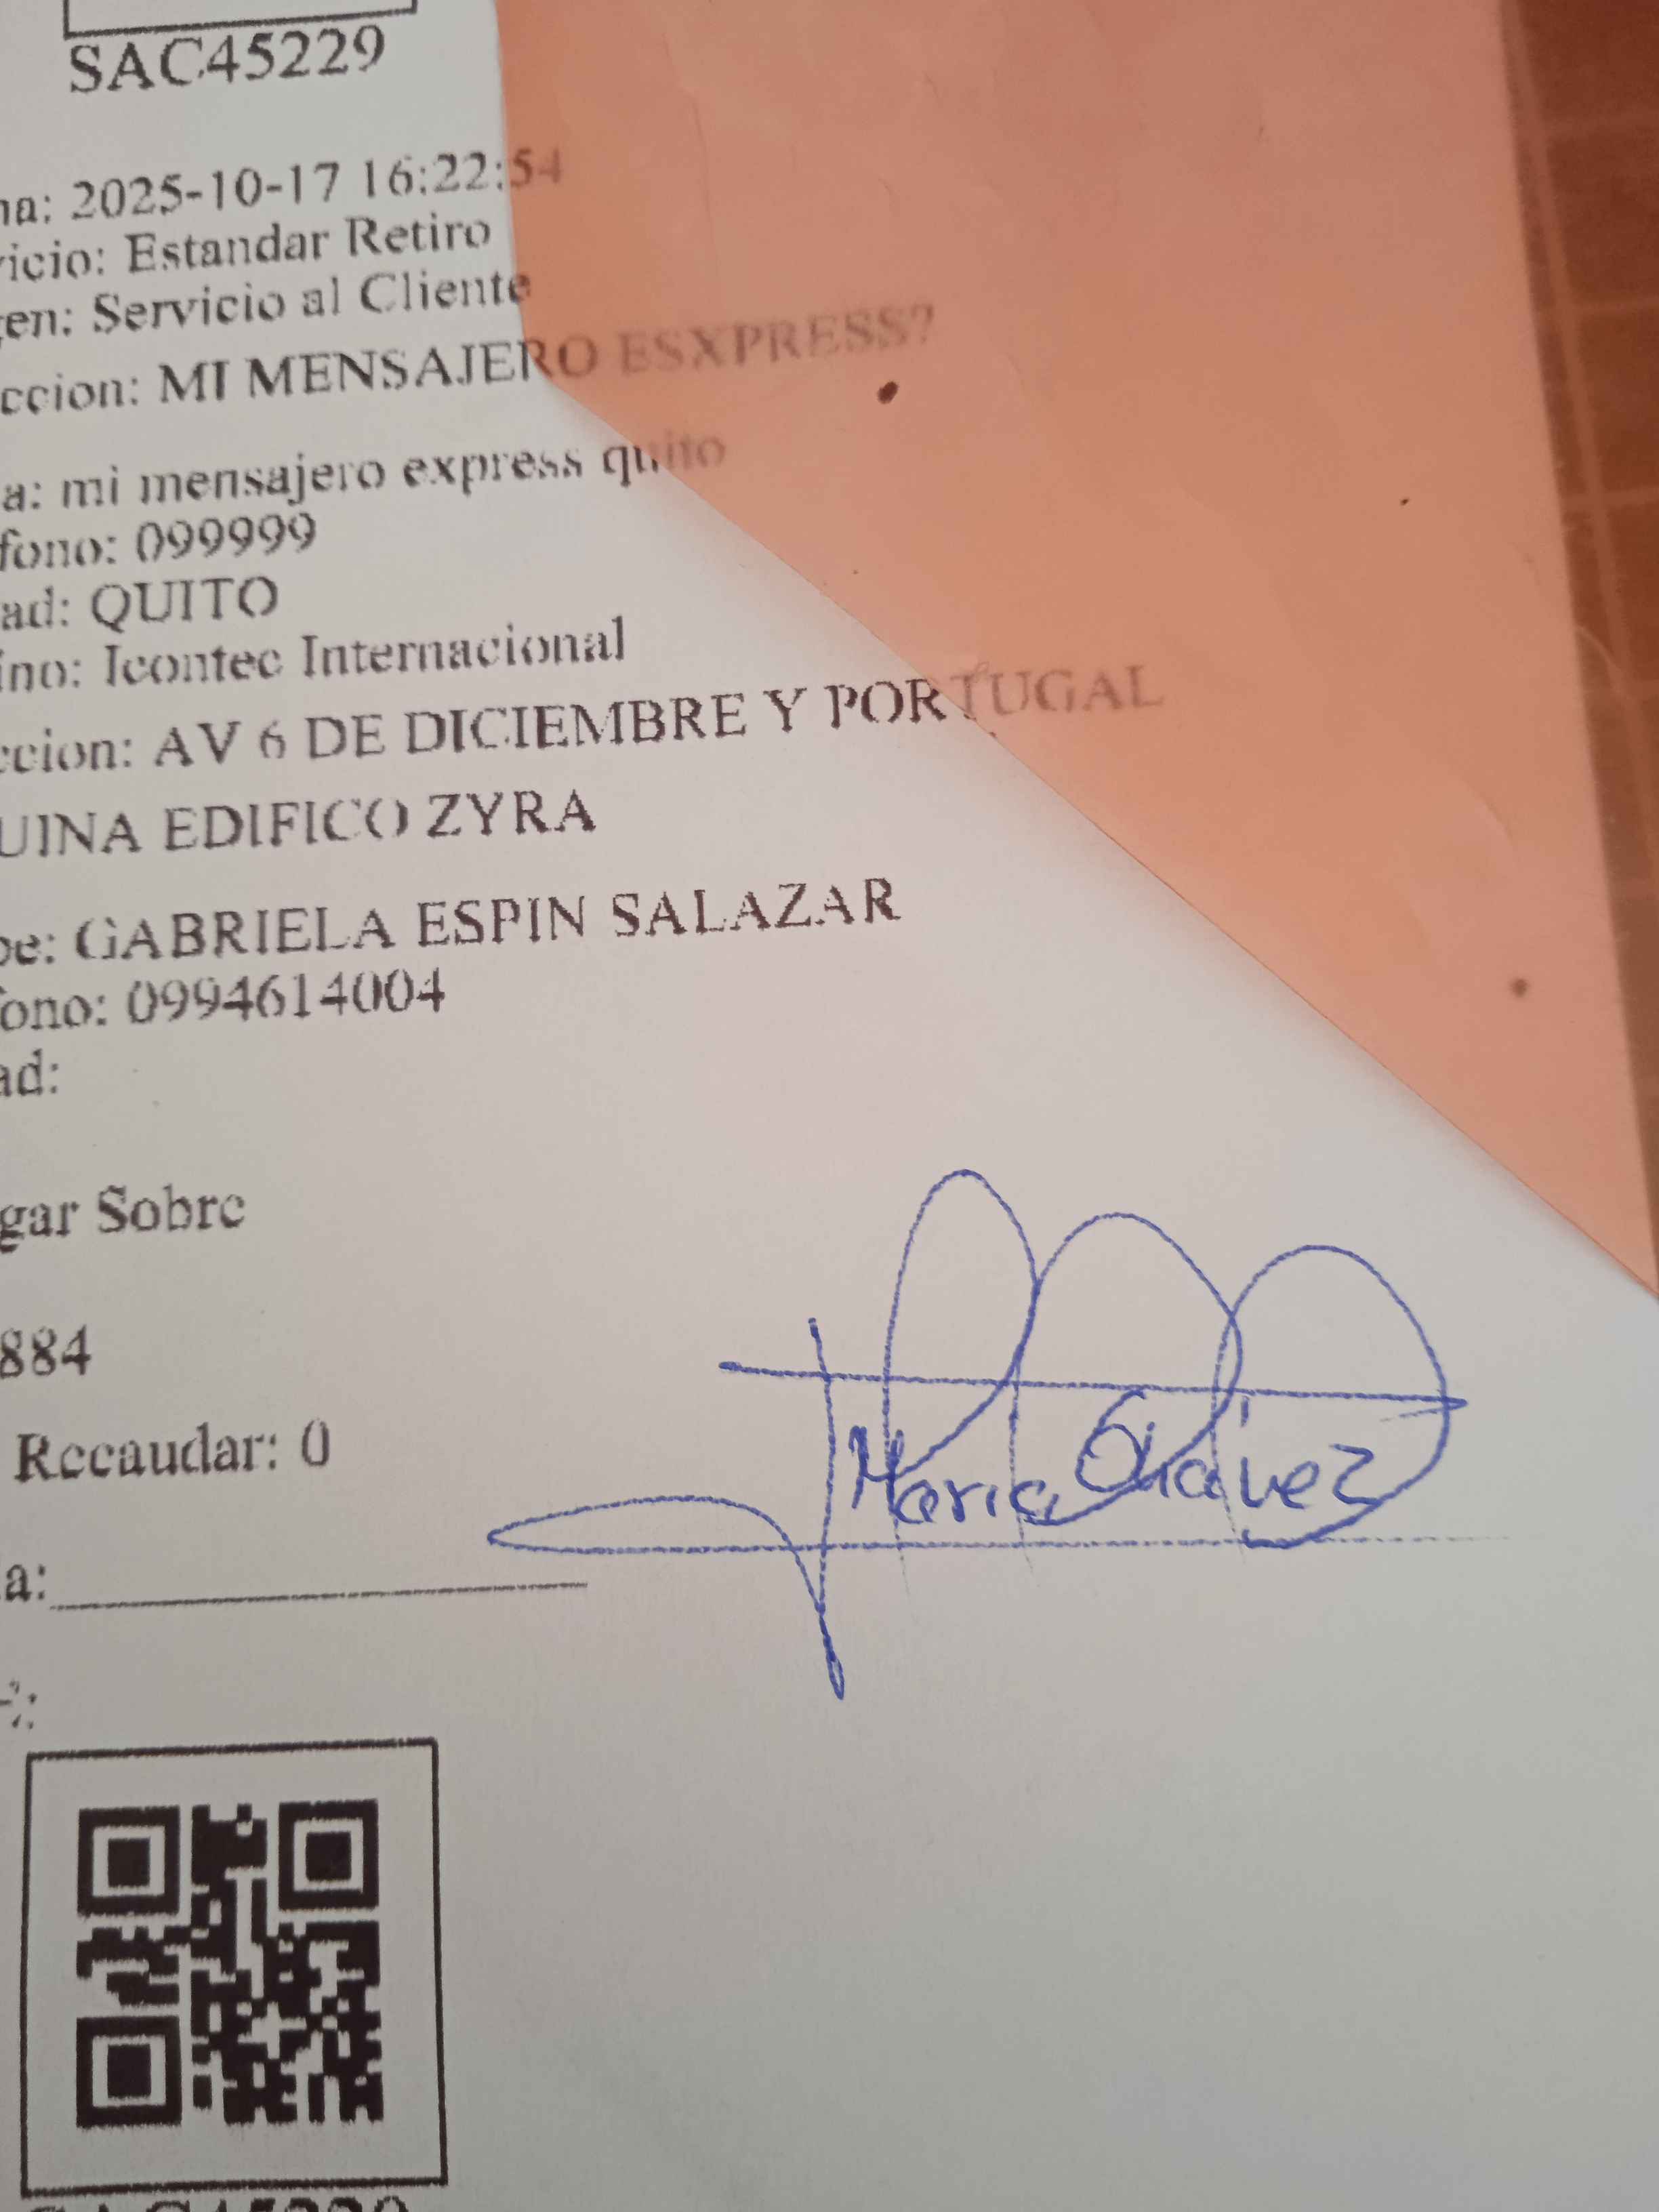 SAC45229
na: 2025-10-17 16:22:54
vicio: Estandar Retiro
gen: Servicio al Cliente
ccion: MI MENSAJERO ESXPRESS?
a: mi mensajero express quito
fono: 099999
ad: QUITO
ino: Icontec Internacional
ccion: AV 6 DE DICIEMBRE Y PORTUGAL
UINA EDIFICO ZYRA
be: GABRIELA ESPIN SALAZAR
fono: 0994614004
ad:
gar Sobre
884
Recaudar: 0
Maria Chavez
a:
SAC45229